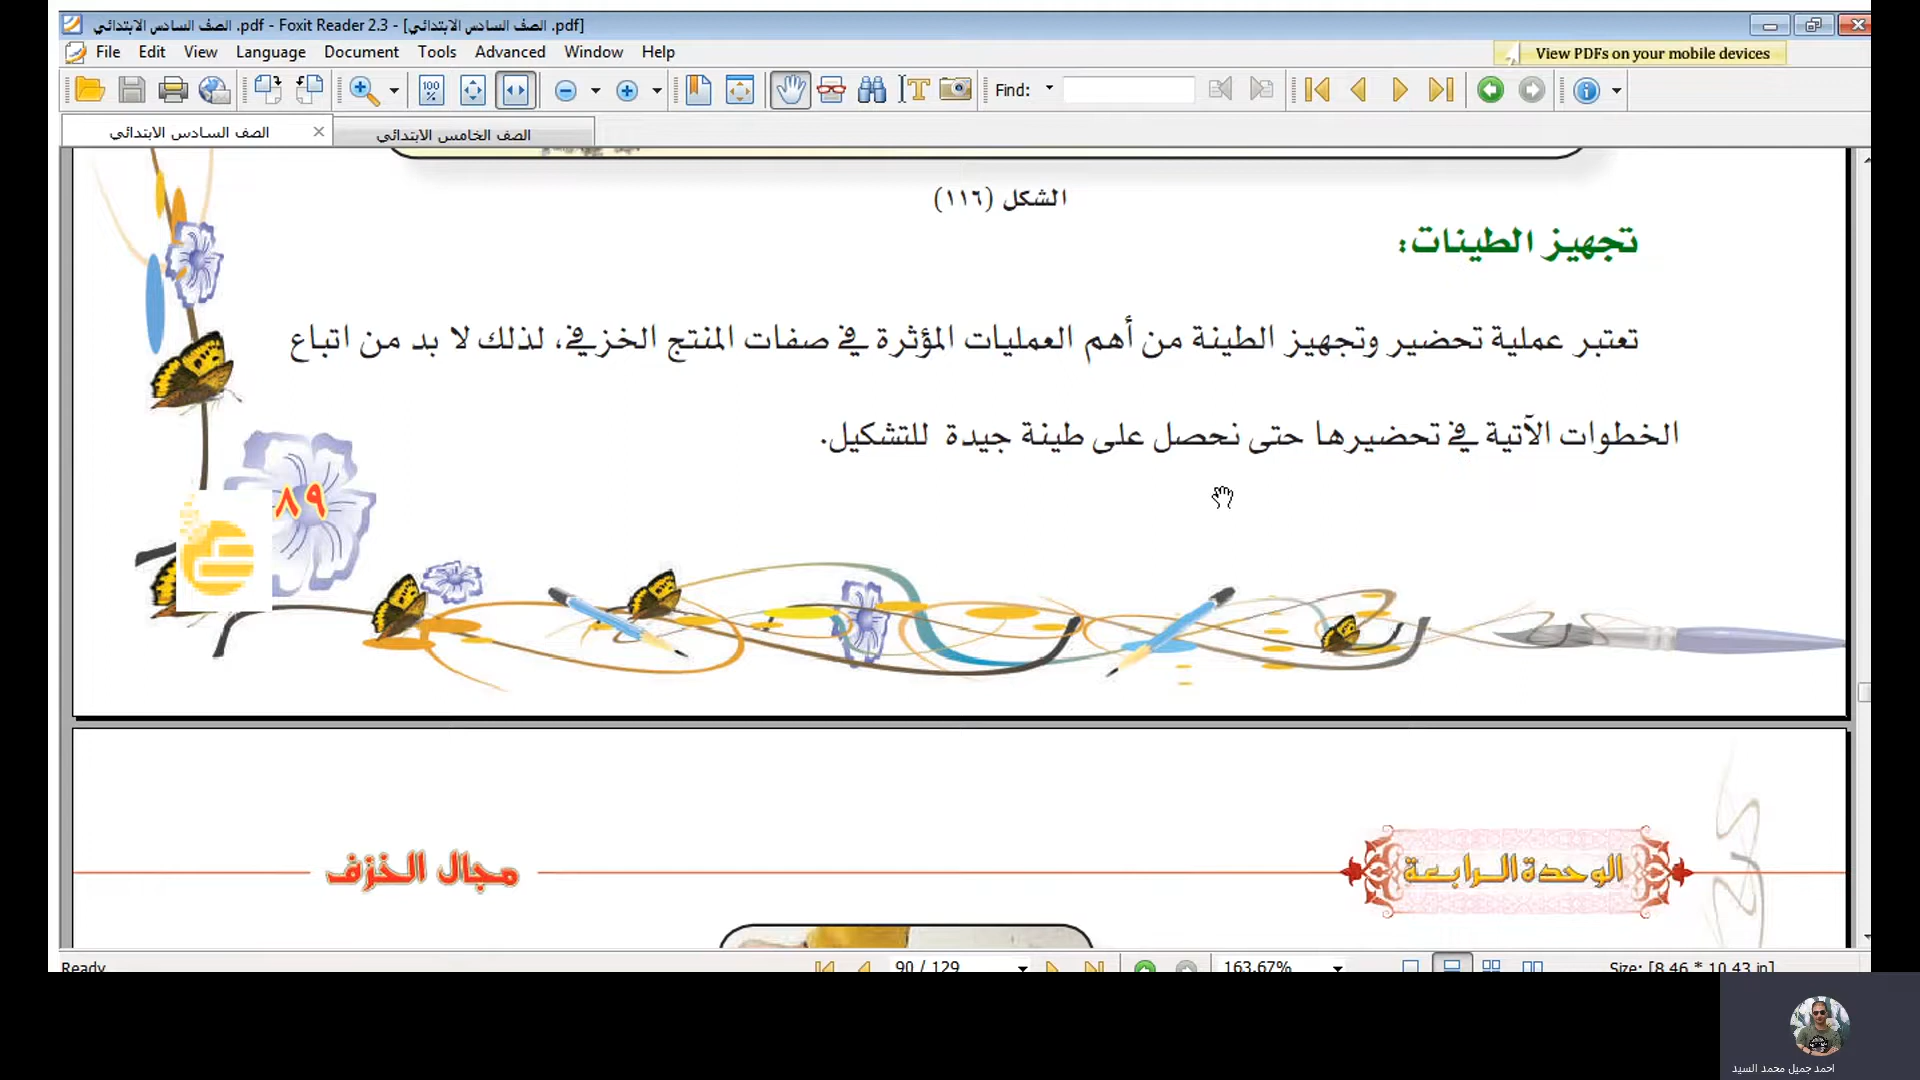 الصف السادس الابتدائي .pdf - Foxit Reader 2.3 - [الصف السادس الابتدائي .pdf]
File Edit View Language Document Tools Advanced Window Help
View PDFs on your mobile devices
Find:
الصف السادس الابتدائي
الصف الخامس الابتدائي
الشكل (١١٦)
تجهيز الطينات:
تعتبر عملية تحضير وتجهيز الطينة من أهم العمليات المؤثرة في صفات المنتج الخزفي، لذلك لا بد من اتباع
الخطوات الآتية في تحضيرها حتى نحصل على طينة جيدة للتشكيل.
٨٩
الوحدة الرابعة
مجال الخزف
Ready
90 / 129
163.67%
Size: [8.46 * 10.43 in]
احمد جميل محمد السيد